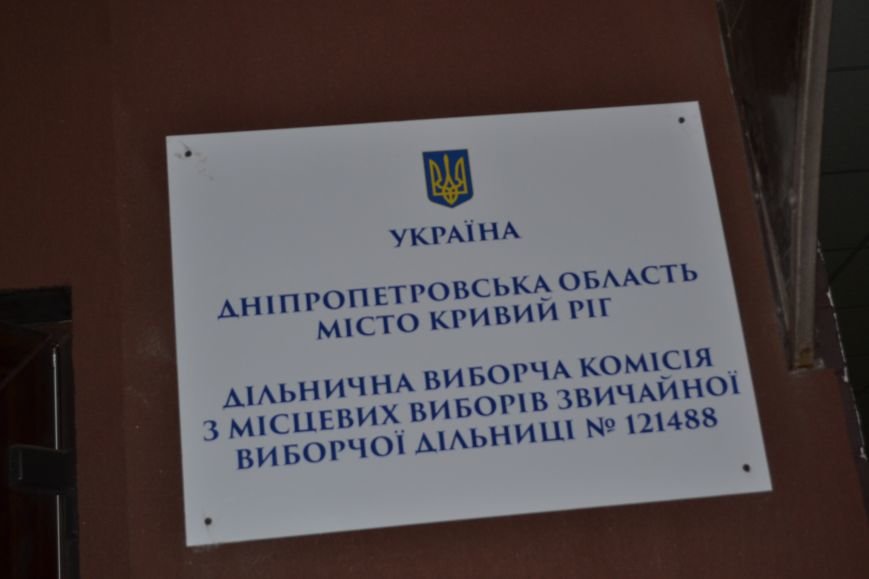 УКРАЇНА
ДНІПРОПЕТРОВСЬКА ОБЛАСТЬ
МІСТО КРИВИЙ РІГ
ДІЛЬНИЧНА ВИБОРЧА КОМІСІЯ
З МІСЦЕВИХ ВИБОРІВ ЗВИЧАЙНОЇ
ВИБОРЧОЇ ДІЛЬНИЦІ № 121488